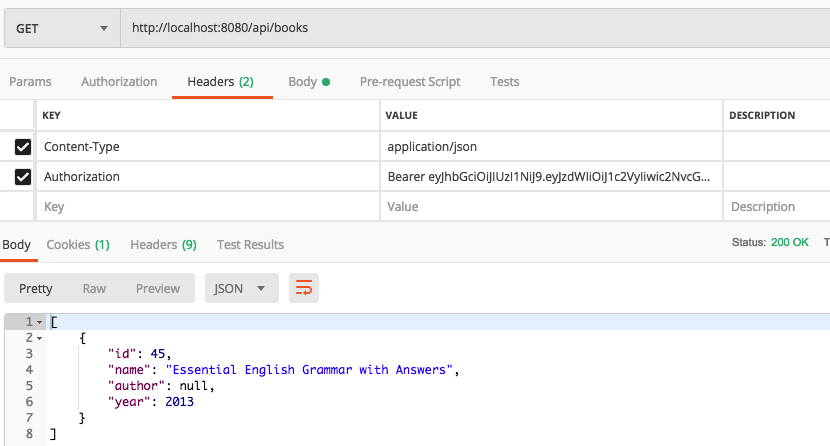 GET http://localhost:8080/api/books
Params Authorization Headers (2) Body Pre-request Script Tests
KEY VALUE DESCRIPTION
Content-Type application/json
Authorization Bearer eyJhbGciOiJIUzI1NiJ9.eyJzdWIiOiJ1c2VyIiwic2NvcG...
Key Value Description
Body Cookies (1) Headers (9) Test Results Status: 200 OK T
Pretty Raw Preview JSON
1 [
2 {
3 "id": 45,
4 "name": "Essential English Grammar with Answers",
5 "author": null,
6 "year": 2013
7 }
8 ]